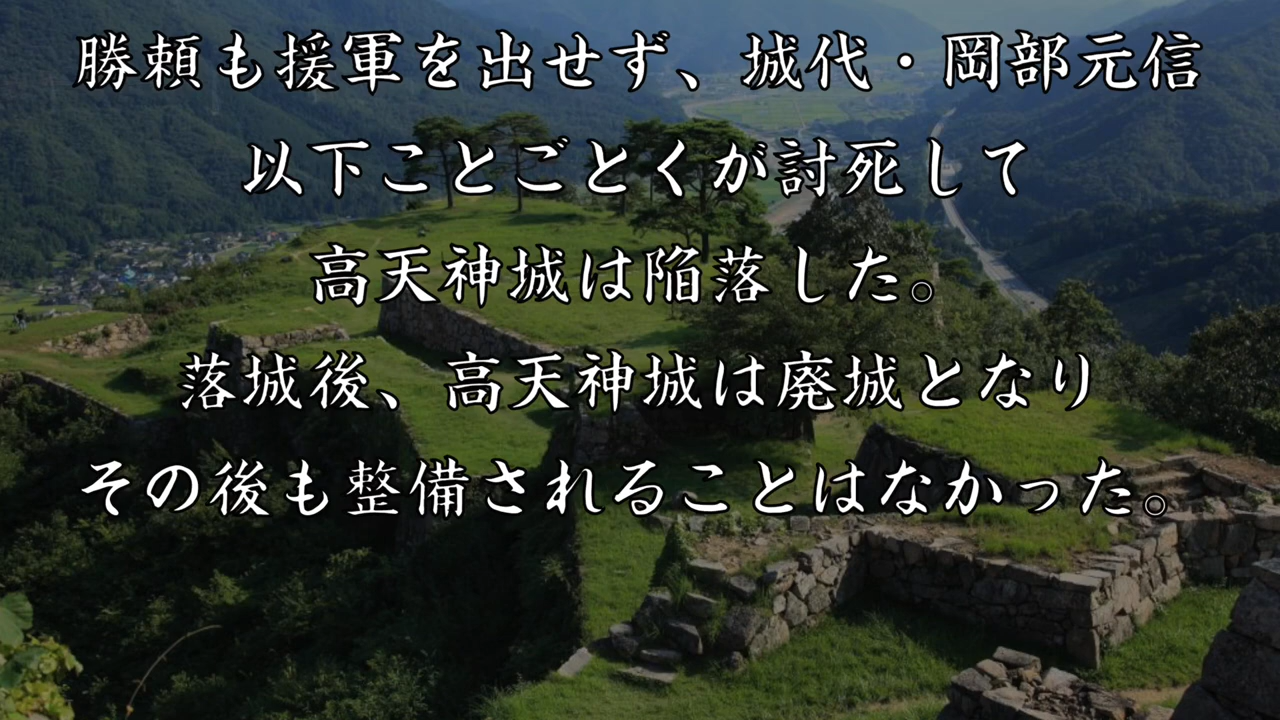 勝頼も援軍を出せず、城代・岡部元信
以下ことごとくが討死して
高天神城は陥落した。
落城後、高天神城は廃城となり
その後も整備されることはなかった。